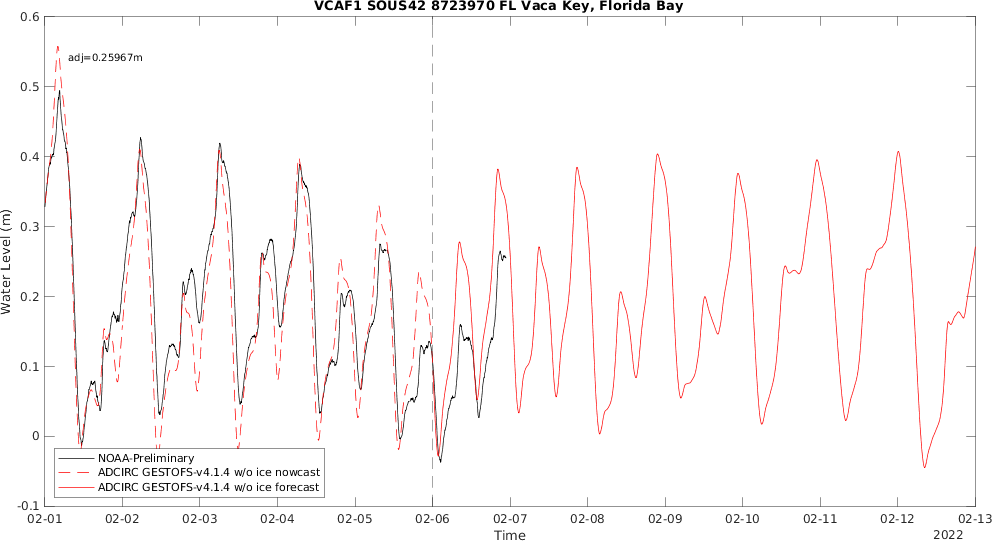 VCAF1 SOUS42 8723970 FL Vaca Key, Florida Bay
0.6
0.5
0.4
0.3
0.2
0.1
0
-0.1
Water Level (m)
adj=0.25967m
NOAA-Preliminary
ADCIRC GESTOFS-v4.1.4 w/o ice nowcast
ADCIRC GESTOFS-v4.1.4 w/o ice forecast
02-01 02-02 02-03 02-04 02-05 02-06 02-07 02-08 02-09 02-10 02-11 02-12 02-13
Time
2022